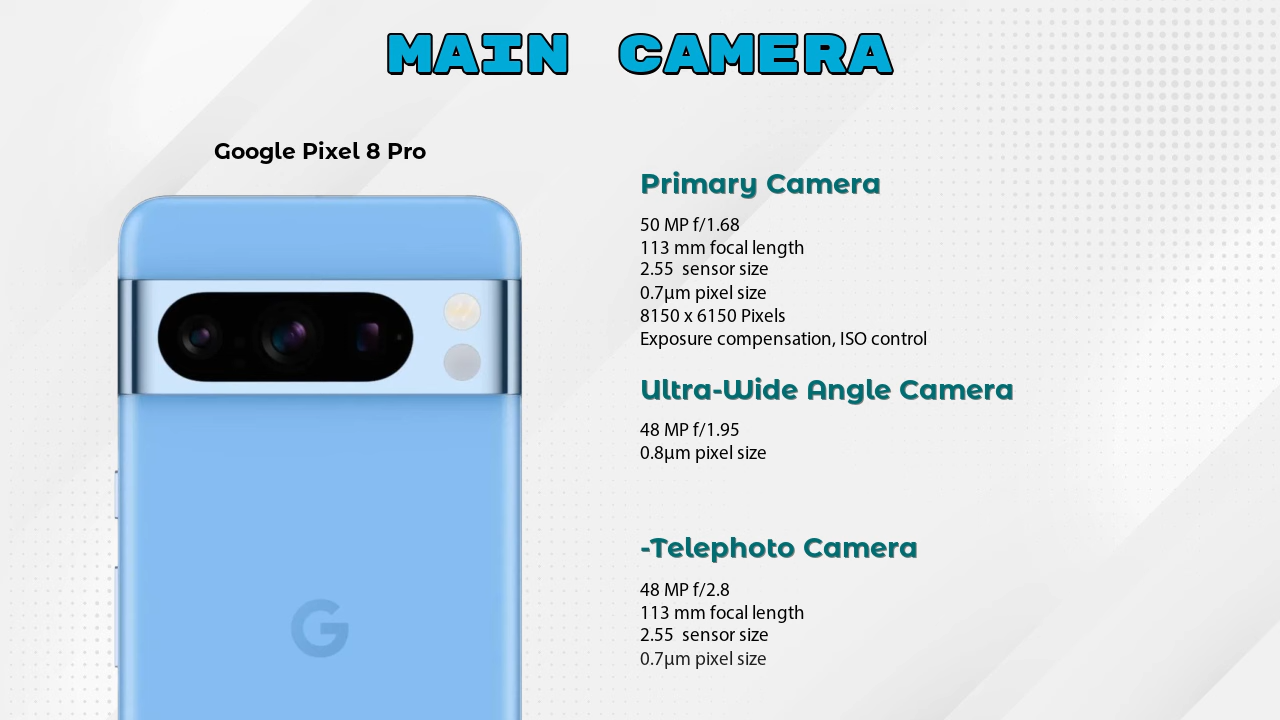 MAIN CAMERA
Google Pixel 8 Pro
Primary Camera
50 MP f/1.68
113 mm focal length
2.55  sensor size
0.7µm pixel size
8150 x 6150 Pixels
Exposure compensation, ISO control
Ultra-Wide Angle Camera
48 MP f/1.95
0.8µm pixel size
-Telephoto Camera
48 MP f/2.8
113 mm focal length
2.55  sensor size
0.7µm pixel size
G